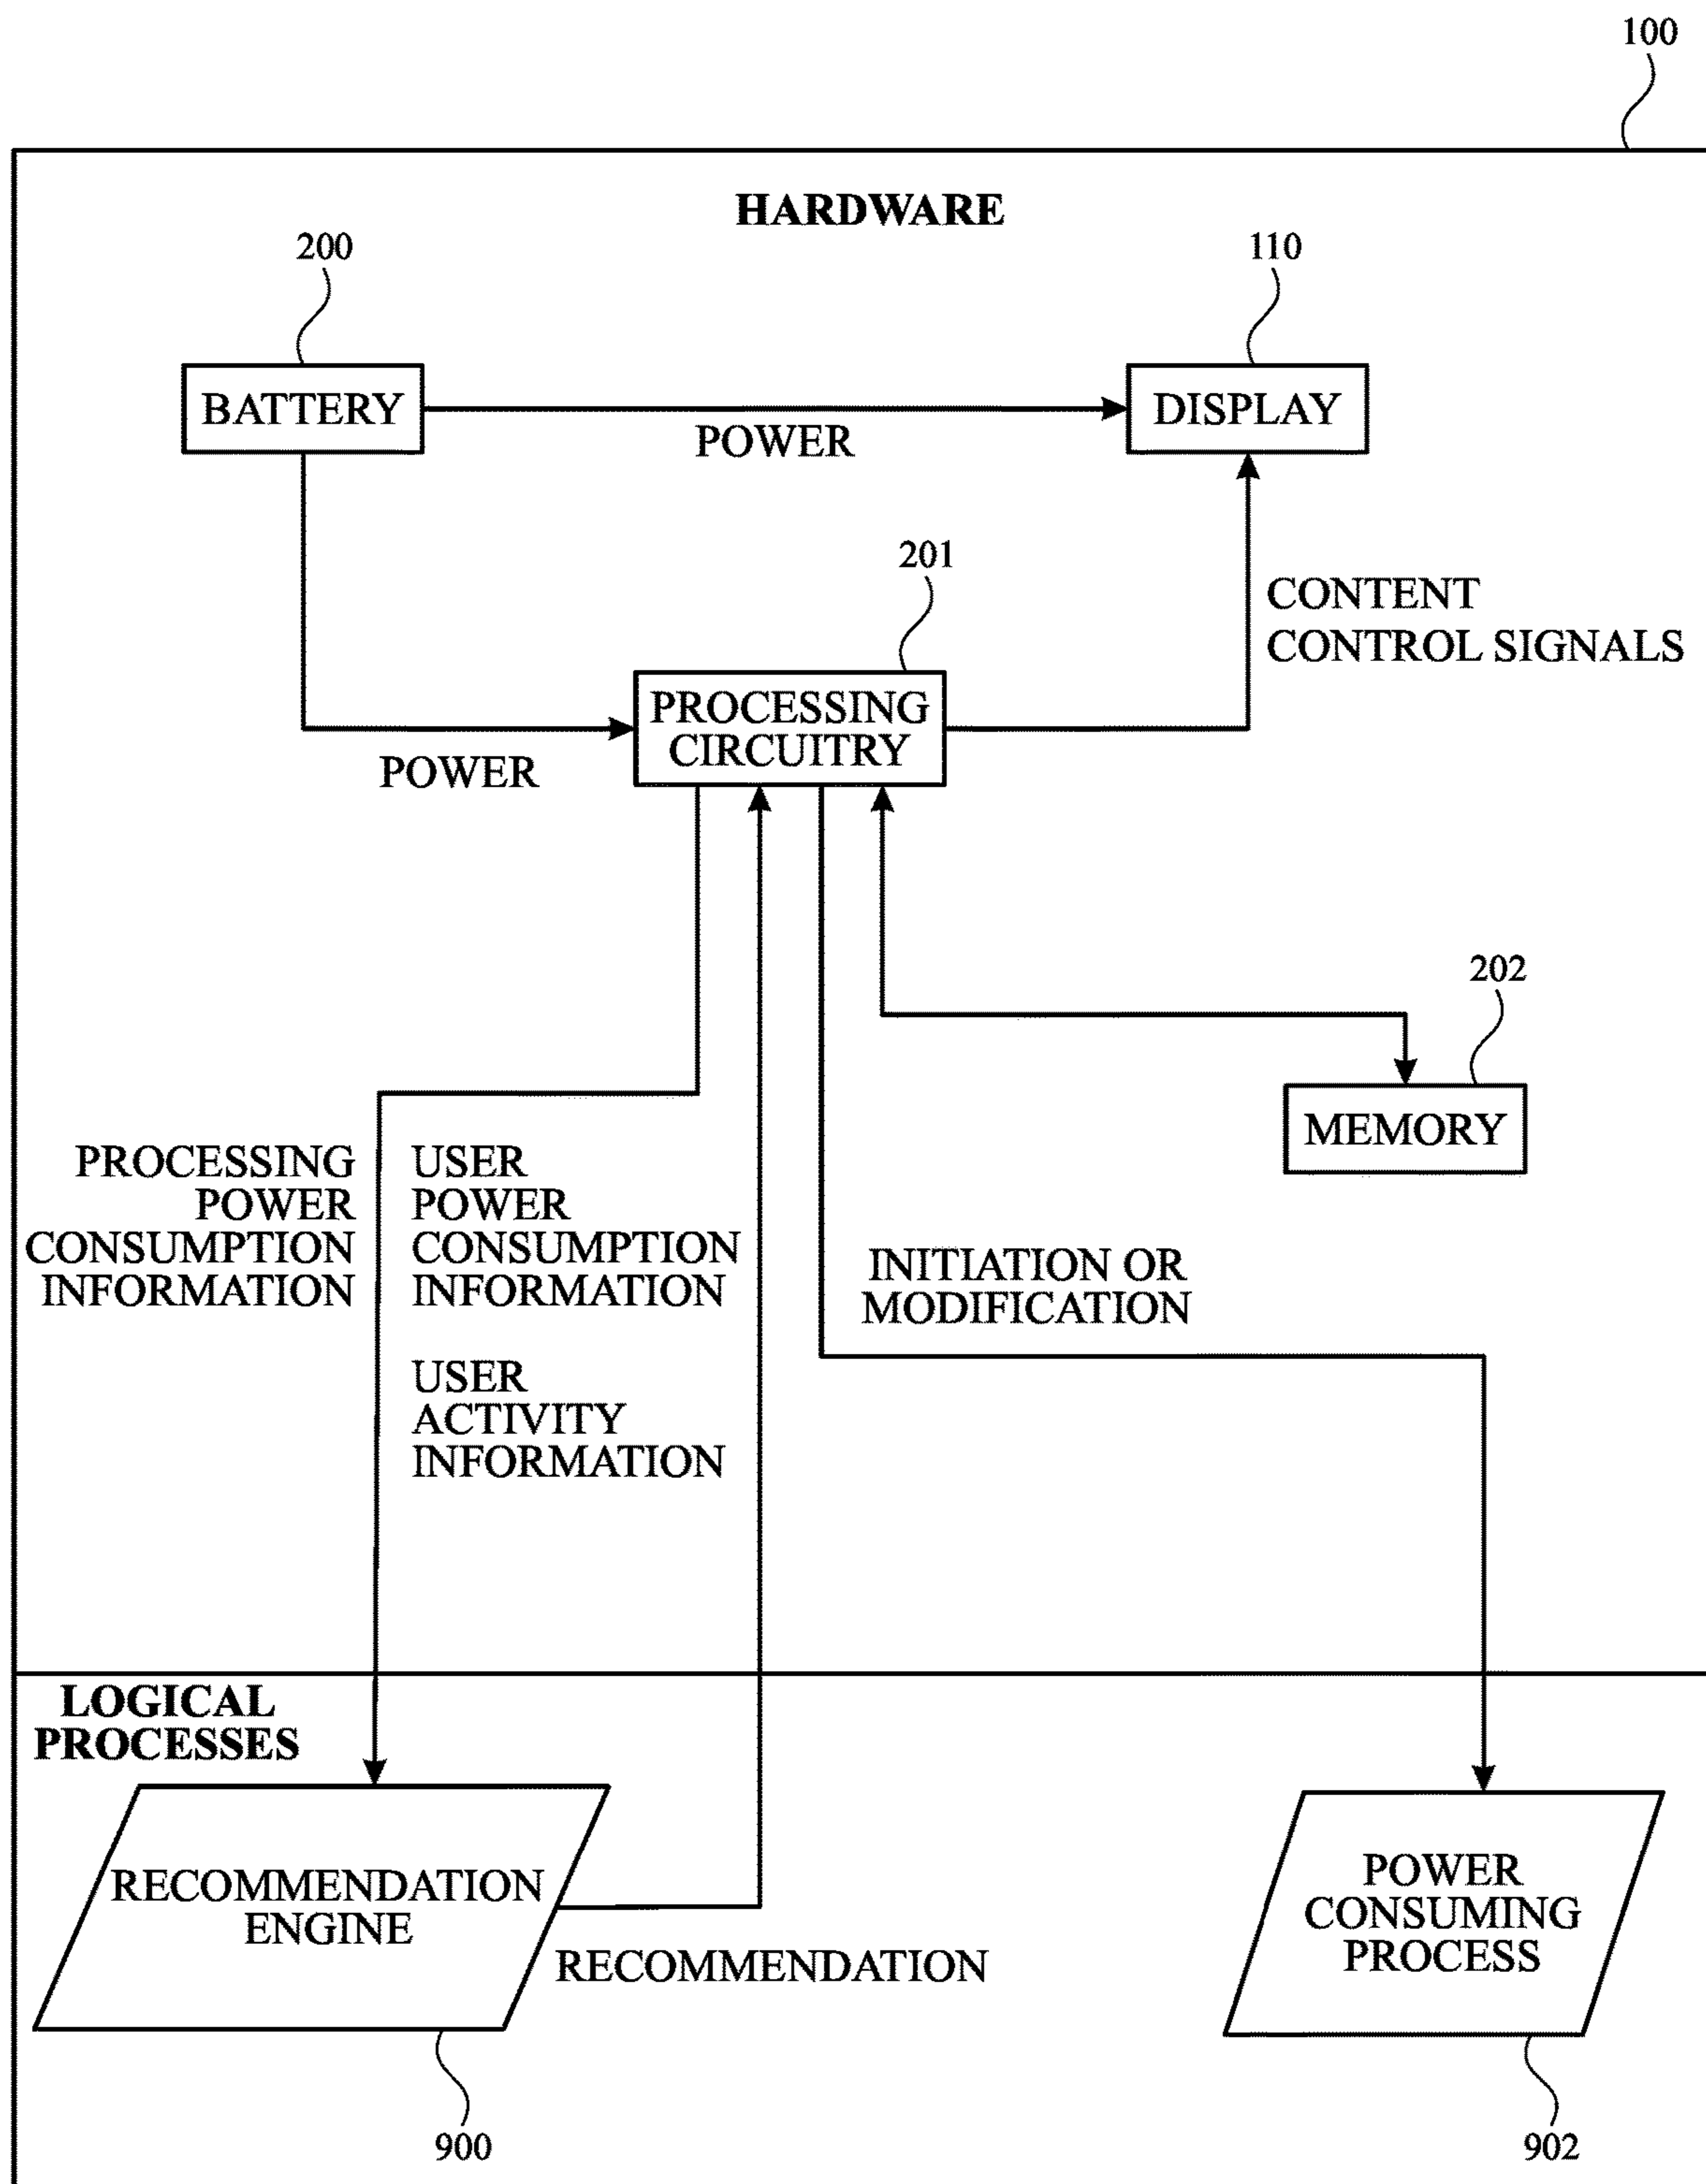 100
HARDWARE
200
110
BATTERY
DISPLAY
POWER
201
CONTENT
CONTROL SIGNALS
PROCESSING
CIRCUITRY
POWER
202
MEMORY
PROCESSING
POWER
CONSUMPTION
INFORMATION
USER
POWER
CONSUMPTION
INFORMATION
USER
ACTIVITY
INFORMATION
INITIATION OR
MODIFICATION
LOGICAL
PROCESSES
RECOMMENDATION
ENGINE
RECOMMENDATION
POWER
CONSUMING
PROCESS
900
902